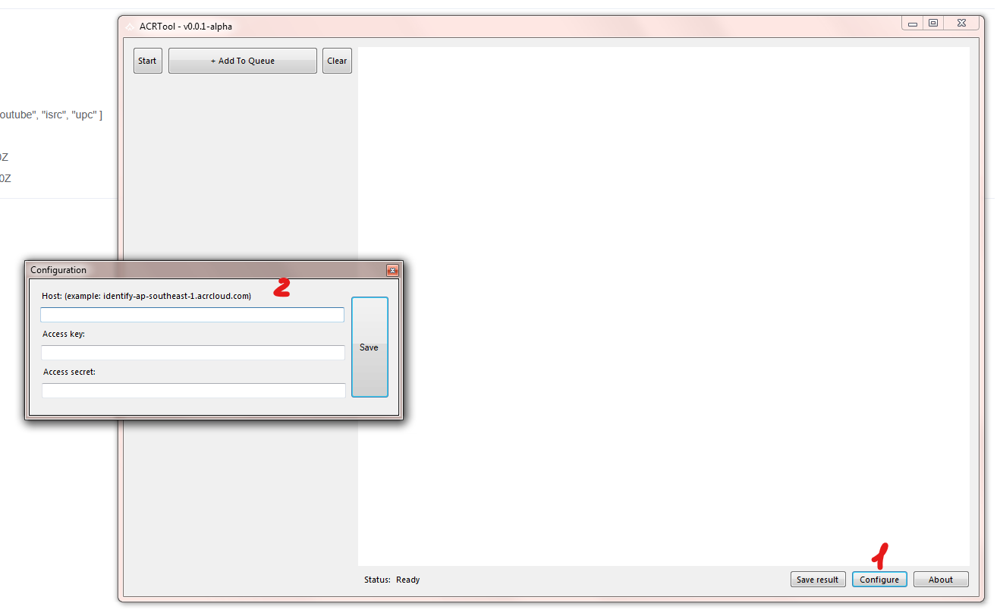 ACRTool - v0.0.1-alpha
Start
+ Add To Queue
Clear
outube", "isrc", "upc" ]
0Z
Configuration
2
Host: (example: identify-ap-southeast-1.acrcloud.com)
Access key:
Save
Access secret:
1
Status: Ready
Save result
Configure
About